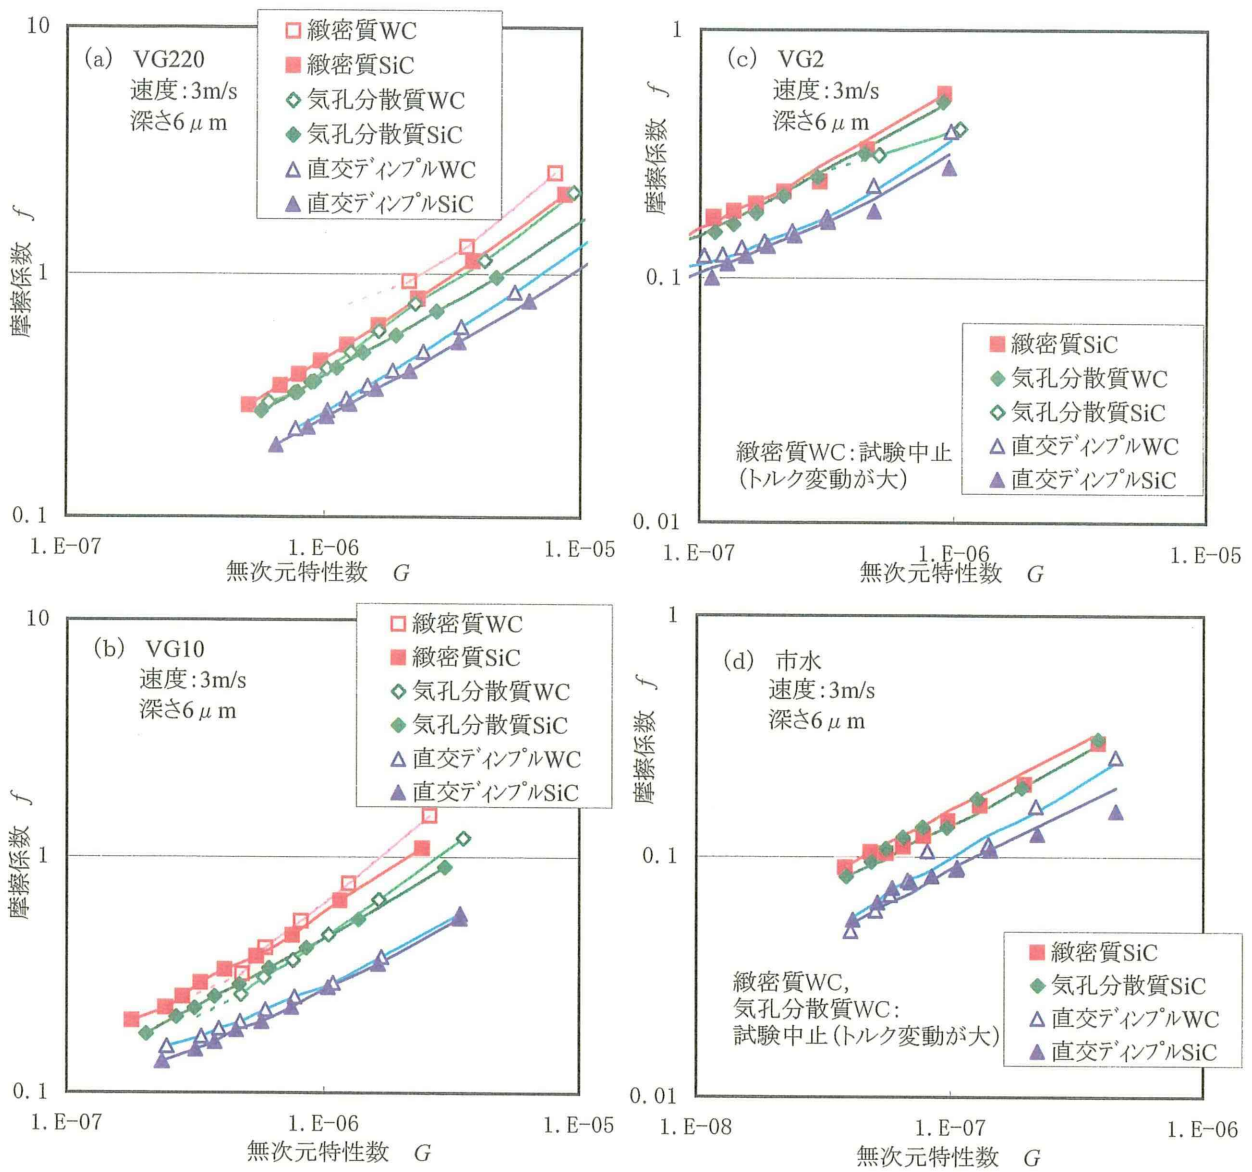 10
1
0.1
摩擦係数 f
(a) VG220
速度:3m/s
深さ6μm
緻密質WC
緻密質SiC
気孔分散質WC
気孔分散質SiC
直交ディンプルWC
直交ディンプルSiC
1.E-07
1.E-06
1.E-05
無次元特性数 G
1
0.1
0.01
摩擦係数 f
(c) VG2
速度:3m/s
深さ6μm
緻密質SiC
気孔分散質WC
気孔分散質SiC
直交ディンプルWC
直交ディンプルSiC
緻密質WC:試験中止
(トルク変動が大)
1.E-07
1.E-06
1.E-05
無次元特性数 G
10
1
0.1
摩擦係数 f
(b) VG10
速度:3m/s
深さ6μm
緻密質WC
緻密質SiC
気孔分散質WC
気孔分散質SiC
直交ディンプルWC
直交ディンプルSiC
1.E-07
1.E-06
1.E-05
無次元特性数 G
1
0.1
0.01
摩擦係数 f
(d) 市水
速度:3m/s
深さ6μm
緻密質SiC
気孔分散質SiC
直交ディンプルWC
直交ディンプルSiC
緻密質WC,
気孔分散質WC:
試験中止(トルク変動が大)
1.E-08
1.E-07
1.E-06
無次元特性数 G